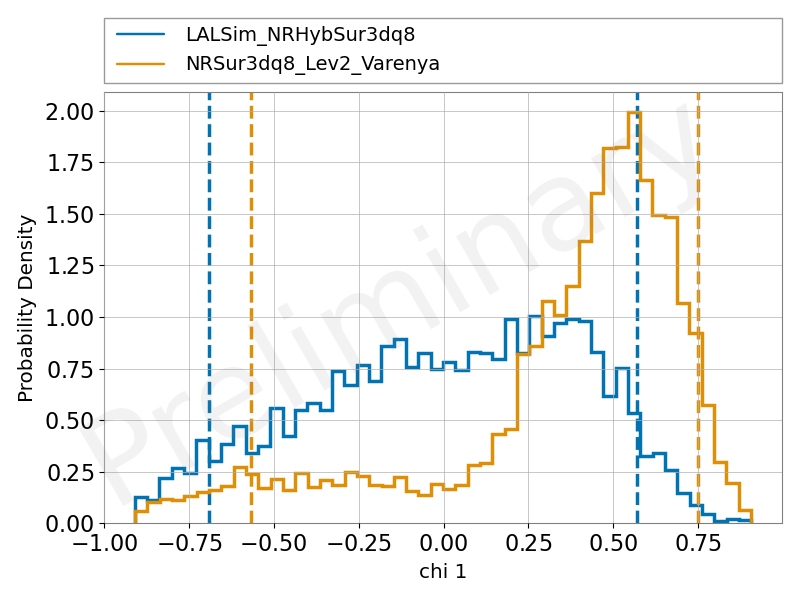 LALSim_NRHybSur3dq8
NRSur3dq8_Lev2_Varenya
Preliminary
Probability Density
2.00
1.75
1.50
1.25
1.00
0.75
0.50
0.25
0.00
−1.00 −0.75 −0.50 −0.25 0.00 0.25 0.50 0.75
chi 1